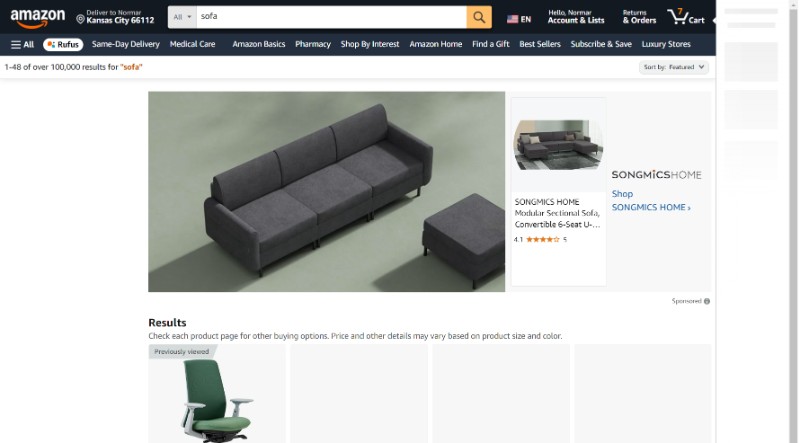 amazon
Deliver to Normar
Kansas City 66112
All
sofa
EN
Hello, Normar
Account & Lists
Returns
& Orders
7
Cart
All
Rufus
Same-Day Delivery
Medical Care
Amazon Basics
Pharmacy
Shop By Interest
Amazon Home
Find a Gift
Best Sellers
Subscribe & Save
Luxury Stores
1-48 of over 100,000 results for "sofa"
Sort by: Featured
SONGMICS HOME
Modular Sectional Sofa,
Convertible 6-Seat U-...
4.1
5
SONGMICSHOME
Shop
SONGMICS HOME ›
Sponsored
Results
Check each product page for other buying options. Price and other details may vary based on product size and color.
Previously viewed